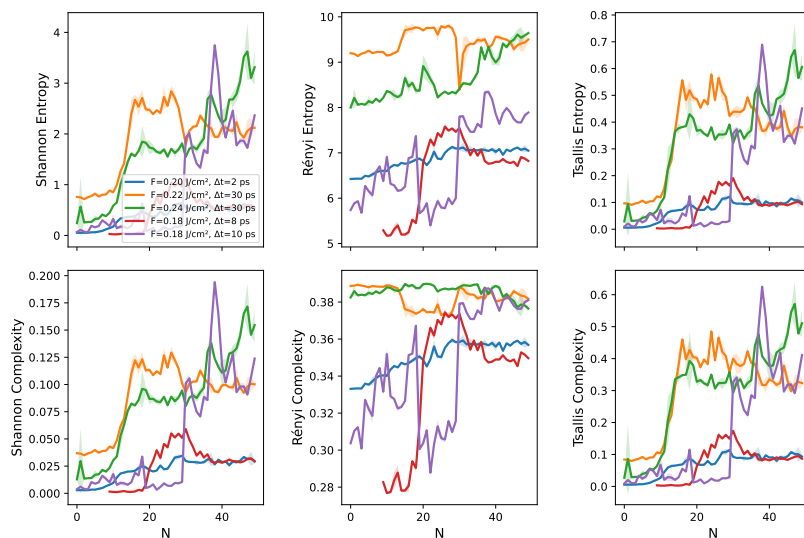 Shannon Entropy
4
3
2
1
0
F=0.20 J/cm², Δt=2 ps
F=0.22 J/cm², Δt=30 ps
F=0.24 J/cm², Δt=30 ps
F=0.18 J/cm², Δt=8 ps
F=0.18 J/cm², Δt=10 ps
Rényi Entropy
10
9
8
7
6
5
Tsallis Entropy
0.8
0.7
0.6
0.5
0.4
0.3
0.2
0.1
0.0
Shannon Complexity
0.200
0.175
0.150
0.125
0.100
0.075
0.050
0.025
0.000
0 20 40
N
Rényi Complexity
0.38
0.36
0.34
0.32
0.30
0.28
0 20 40
N
Tsallis Complexity
0.6
0.5
0.4
0.3
0.2
0.1
0.0
0 20 40
N